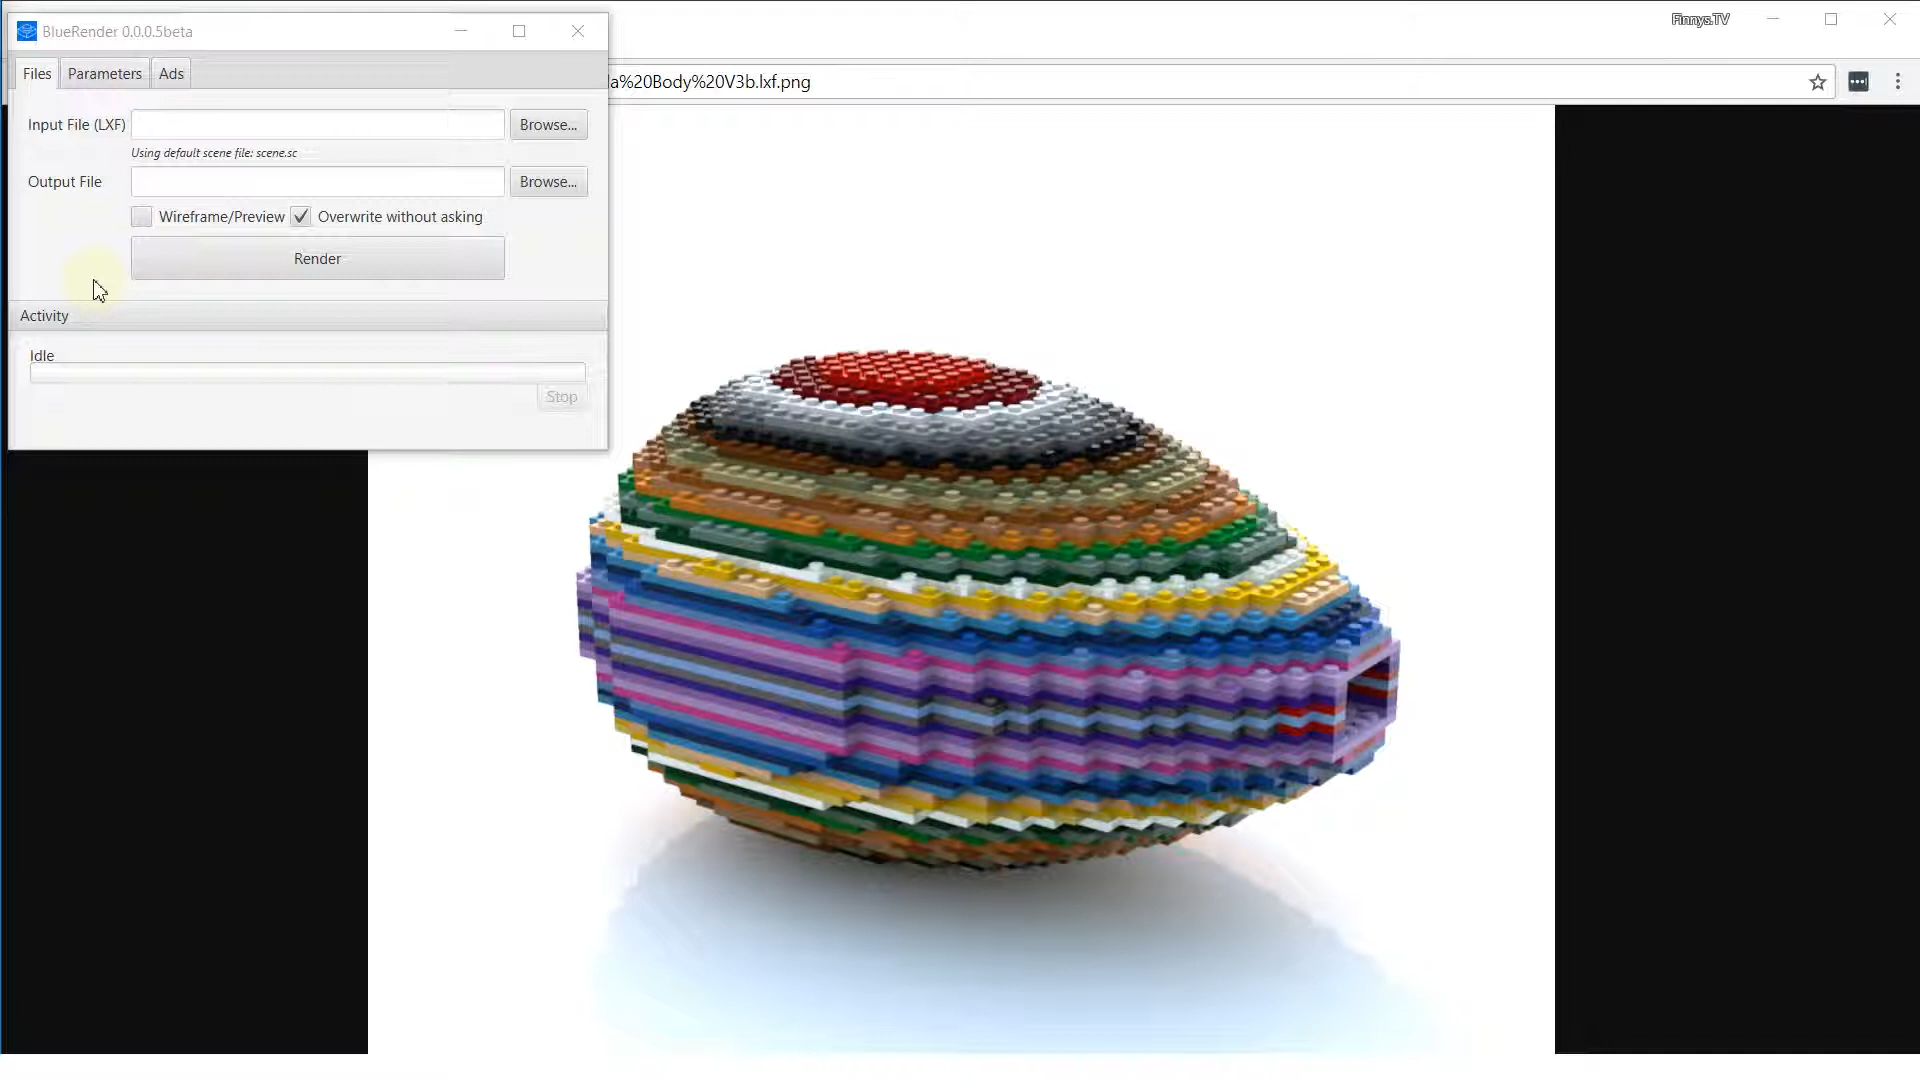 Finnys.TV
BlueRender 0.0.0.5beta
la%20Body%20V3b.lxf.png
Files Parameters Ads
Input File (LXF) Browse...
Using default scene file: scene.sc
Output File Browse...
Wireframe/Preview Overwrite without asking
Render
Activity
Idle
Stop